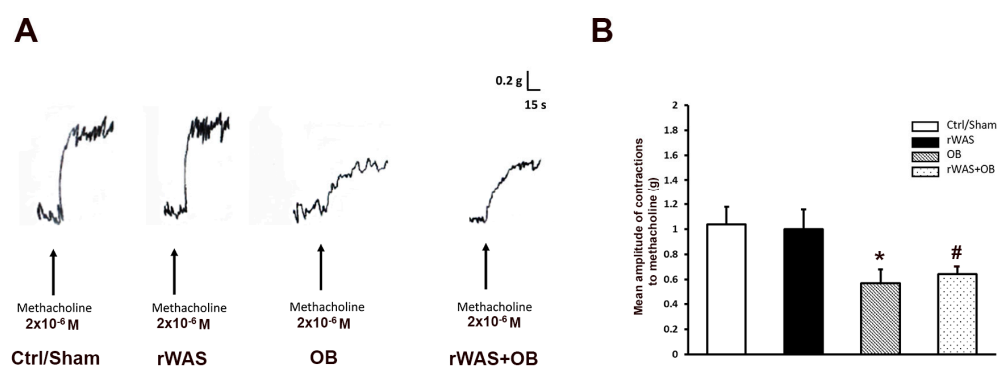 A
B
0.2 g
15 s
Methacholine
2x10⁻⁶ M
Ctrl/Sham
Methacholine
2x10⁻⁶ M
rWAS
Methacholine
2x10⁻⁶ M
OB
Methacholine
2x10⁻⁶ M
rWAS+OB
Mean amplitude of contractions
to methacholine (g)
2
1.8
1.6
1.4
1.2
1
0.8
0.6
0.4
0.2
0
Ctrl/Sham
rWAS
OB
rWAS+OB
*
#